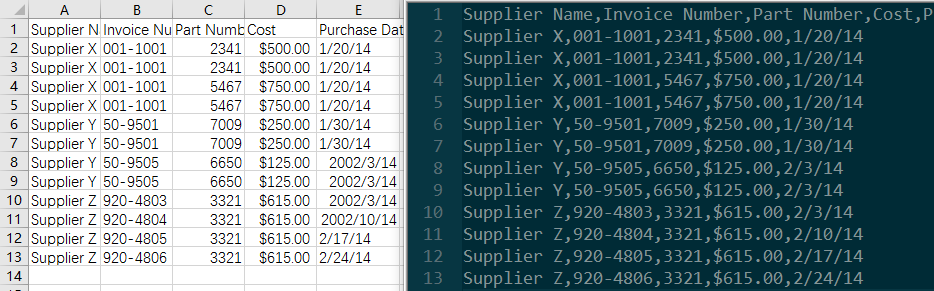 A B C D E
1 Supplier N Invoice Nu Part Numb Cost Purchase Dat
2 Supplier X 001-1001 2341 $500.00 1/20/14
3 Supplier X 001-1001 2341 $500.00 1/20/14
4 Supplier X 001-1001 5467 $750.00 1/20/14
5 Supplier X 001-1001 5467 $750.00 1/20/14
6 Supplier Y 50-9501 7009 $250.00 1/30/14
7 Supplier Y 50-9501 7009 $250.00 1/30/14
8 Supplier Y 50-9505 6650 $125.00 2002/3/14
9 Supplier Y 50-9505 6650 $125.00 2002/3/14
10 Supplier Z 920-4803 3321 $615.00 2002/3/14
11 Supplier Z 920-4804 3321 $615.00 2002/10/14
12 Supplier Z 920-4805 3321 $615.00 2/17/14
13 Supplier Z 920-4806 3321 $615.00 2/24/14
14
1 Supplier Name,Invoice Number,Part Number,Cost,P
2 Supplier X,001-1001,2341,$500.00,1/20/14
3 Supplier X,001-1001,2341,$500.00,1/20/14
4 Supplier X,001-1001,5467,$750.00,1/20/14
5 Supplier X,001-1001,5467,$750.00,1/20/14
6 Supplier Y,50-9501,7009,$250.00,1/30/14
7 Supplier Y,50-9501,7009,$250.00,1/30/14
8 Supplier Y,50-9505,6650,$125.00,2/3/14
9 Supplier Y,50-9505,6650,$125.00,2/3/14
10 Supplier Z,920-4803,3321,$615.00,2/3/14
11 Supplier Z,920-4804,3321,$615.00,2/10/14
12 Supplier Z,920-4805,3321,$615.00,2/17/14
13 Supplier Z,920-4806,3321,$615.00,2/24/14